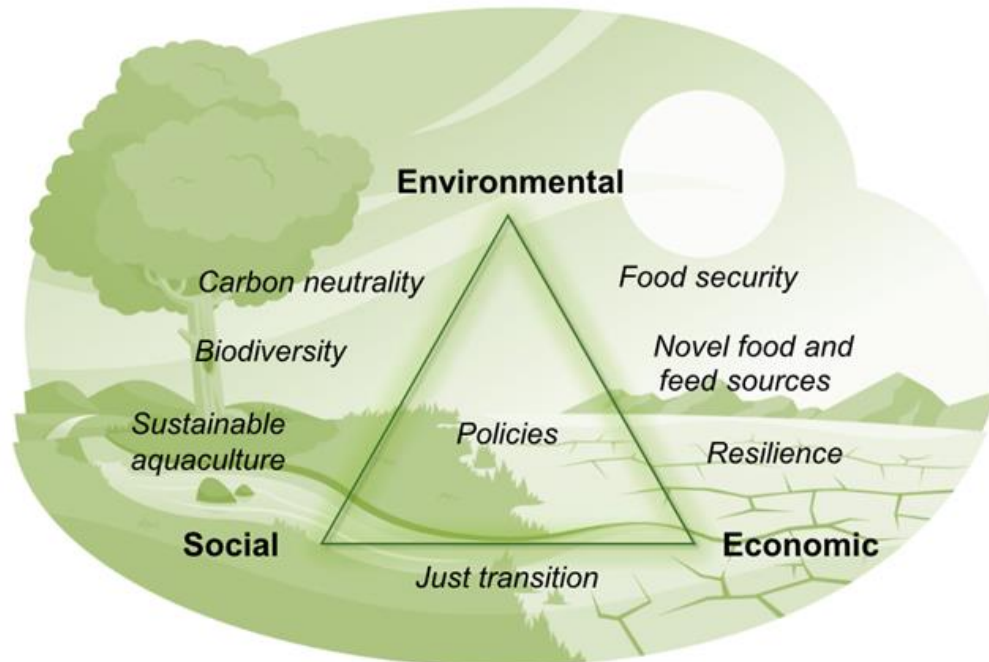 Environmental
Carbon neutrality
Food security
Biodiversity
Novel food and
feed sources
Sustainable
aquaculture
Policies
Resilience
Social
Economic
Just transition